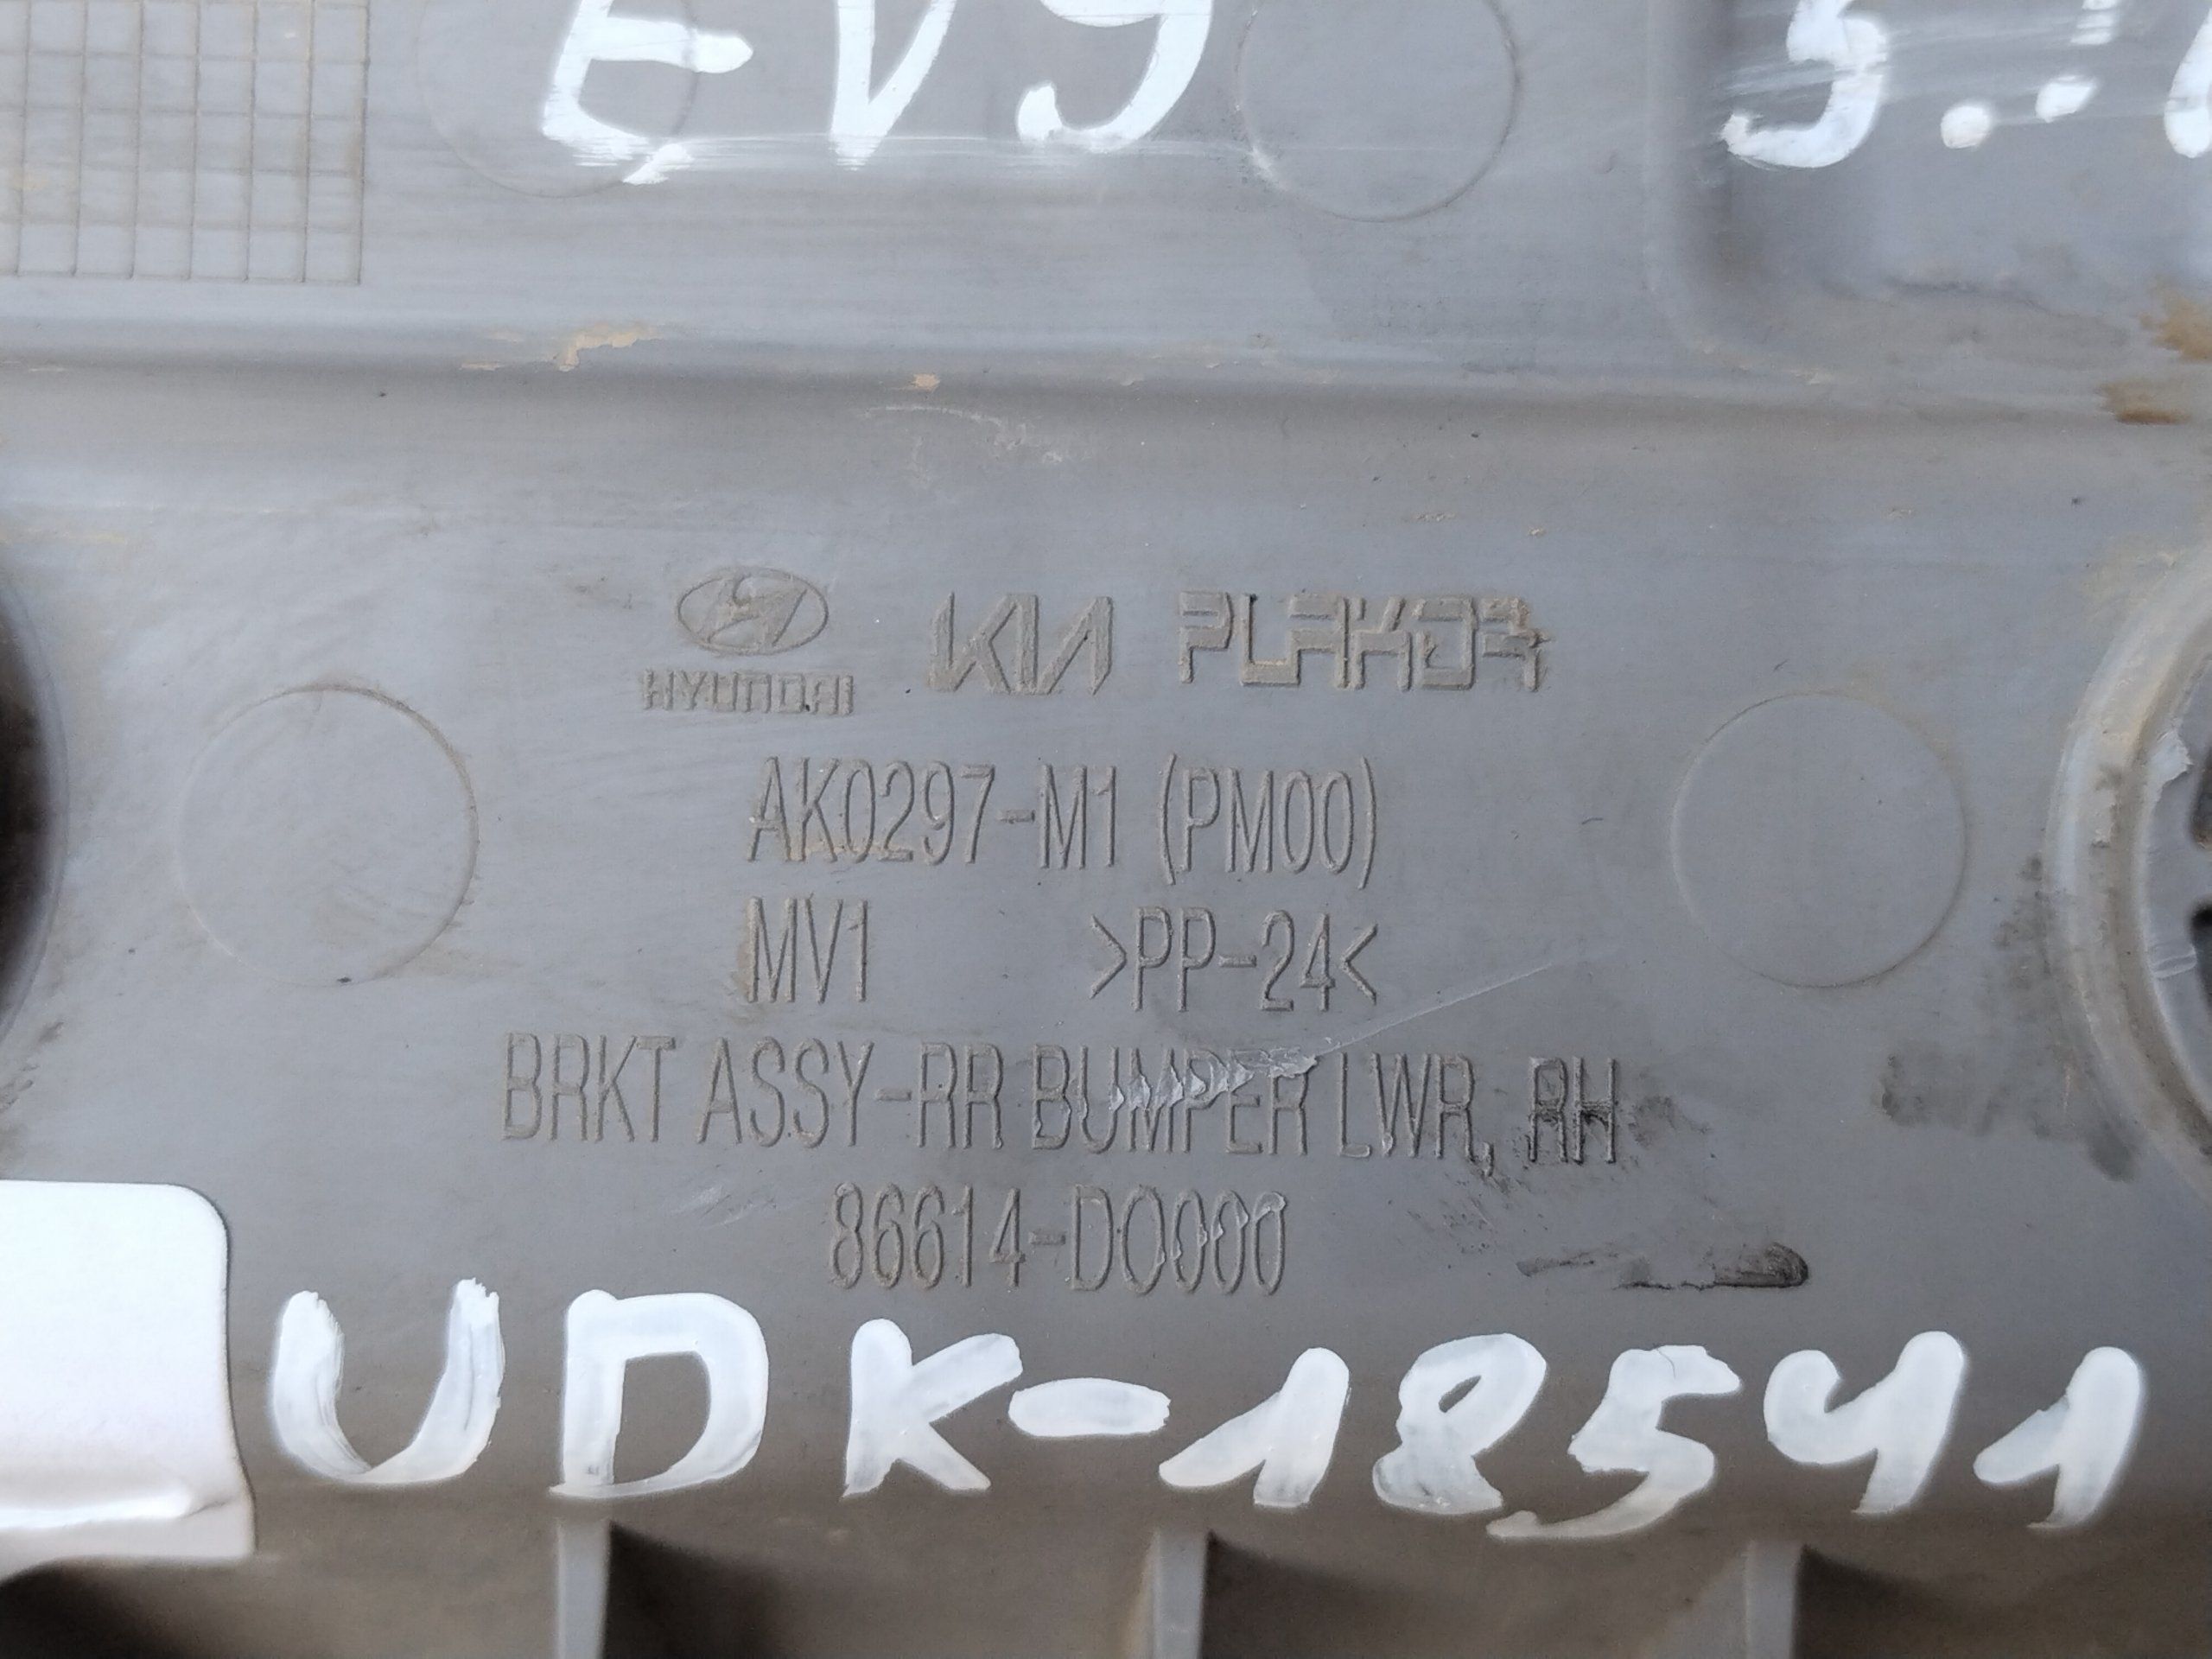 EV9
HYUNDAI KIA PLAKOR
AK0297-M1 (PM00)
MV1 >PP-24<
BRKT ASSY-RR BUMPER LWR, RH
86614-DO000
UDK-18541